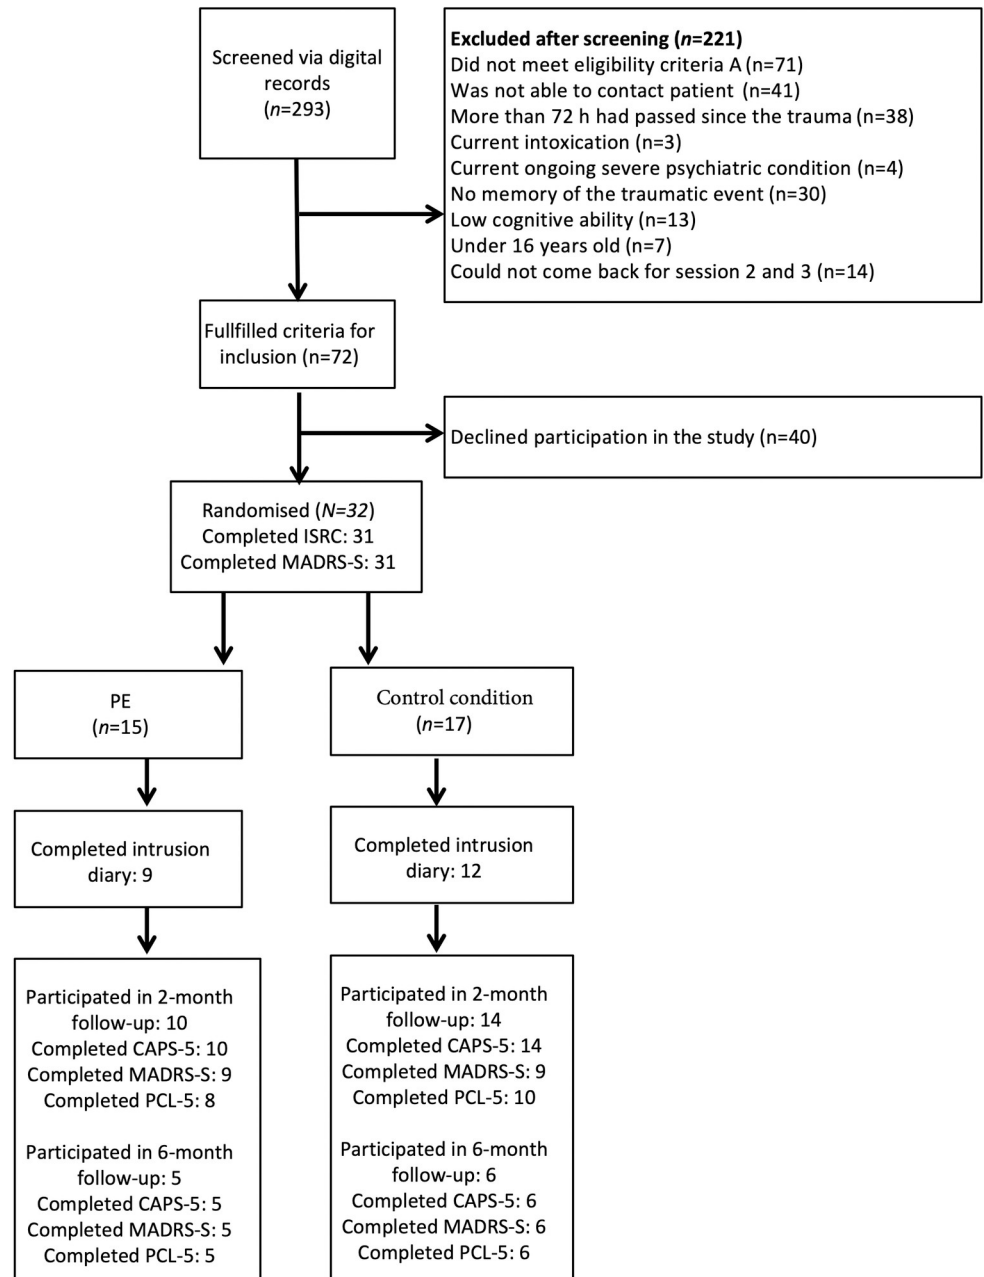 Screened via digital
records
(n=293)
Excluded after screening (n=221)
Did not meet eligibility criteria A (n=71)
Was not able to contact patient (n=41)
More than 72 h had passed since the trauma (n=38)
Current intoxication (n=3)
Current ongoing severe psychiatric condition (n=4)
No memory of the traumatic event (n=30)
Low cognitive ability (n=13)
Under 16 years old (n=7)
Could not come back for session 2 and 3 (n=14)
Fullfilled criteria for
inclusion (n=72)
Declined participation in the study (n=40)
Randomised (N=32)
Completed ISRC: 31
Completed MADRS-S: 31
PE
(n=15)
Control condition
(n=17)
Completed intrusion
diary: 9
Completed intrusion
diary: 12
Participated in 2-month
follow-up: 10
Completed CAPS-5: 10
Completed MADRS-S: 9
Completed PCL-5: 8
Participated in 6-month
follow-up: 5
Completed CAPS-5: 5
Completed MADRS-S: 5
Completed PCL-5: 5
Participated in 2-month
follow-up: 14
Completed CAPS-5: 14
Completed MADRS-S: 9
Completed PCL-5: 10
Participated in 6-month
follow-up: 6
Completed CAPS-5: 6
Completed MADRS-S: 6
Completed PCL-5: 6